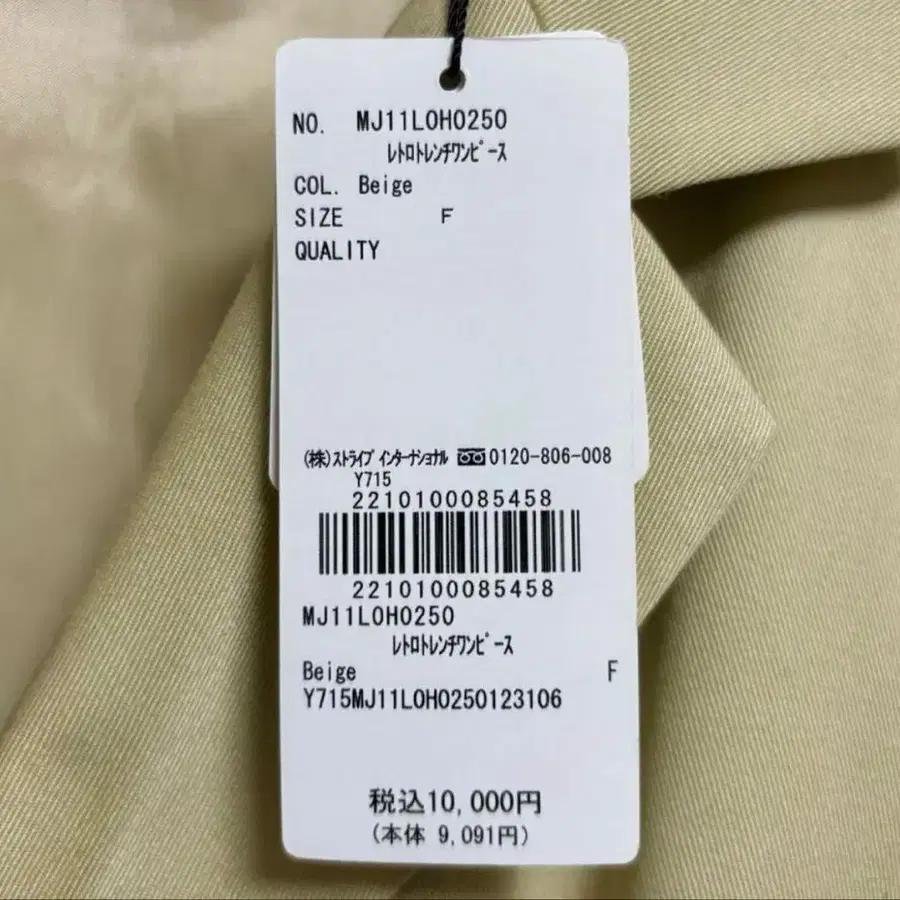 NO. MJ11L0H0250
ﾚﾄﾛﾄﾚﾝﾁﾜﾝﾋﾟｰｽ
COL. Beige
SIZE F
QUALITY
(株)ｽﾄﾗｲﾌﾟ ｲﾝﾀｰﾅｼｮﾅﾙ 0120-806-008
Y715
2210100085458
2210100085458
MJ11L0H0250
ﾚﾄﾛﾄﾚﾝﾁﾜﾝﾋﾟｰｽ
Beige F
Y715MJ11L0H0250123106
税込10,000円
(本体 9,091円)